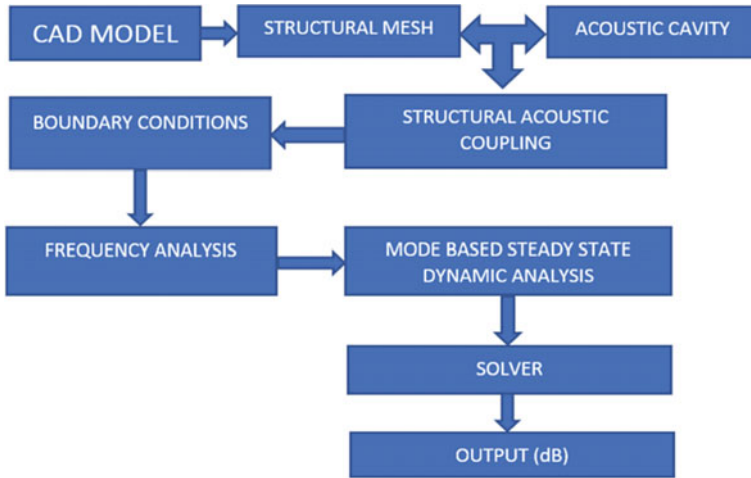 CAD MODEL
STRUCTURAL MESH
ACOUSTIC CAVITY
BOUNDARY CONDITIONS
STRUCTURAL ACOUSTIC
COUPLING
FREQUENCY ANALYSIS
MODE BASED STEADY STATE
DYNAMIC ANALYSIS
SOLVER
OUTPUT (dB)